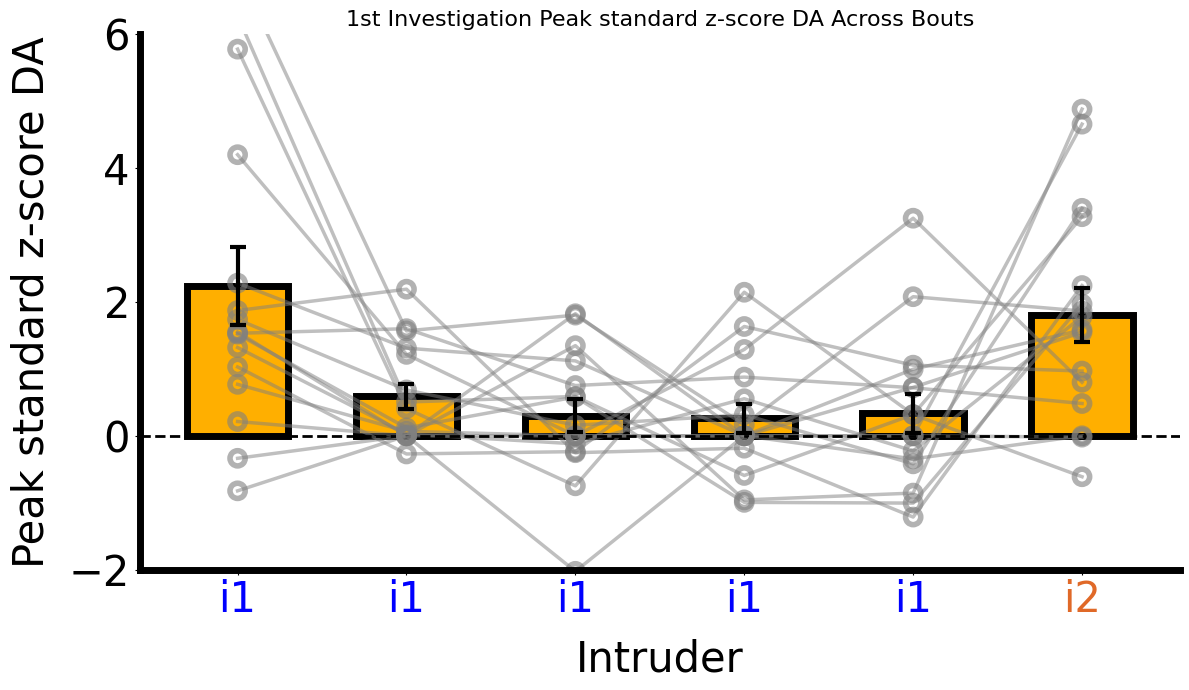 1st Investigation Peak standard z-score DA Across Bouts
Peak standard z-score DA
6
4
2
0
−2
i1 i1 i1 i1 i1 i2
Intruder